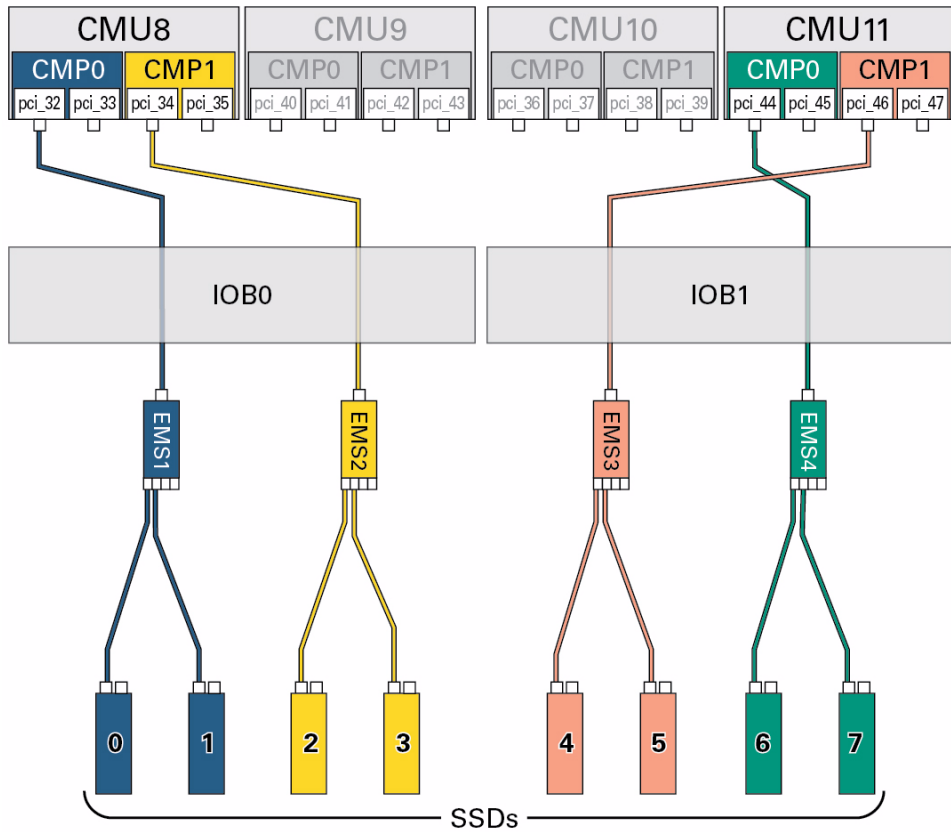 CMU8 CMU9 CMU10 CMU11
CMP0 CMP1 CMP0 CMP1 CMP0 CMP1 CMP0 CMP1
pci_32 pci_33 pci_34 pci_35 pci_40 pci_41 pci_42 pci_43 pci_36 pci_37 pci_38 pci_39 pci_44 pci_45 pci_46 pci_47
IOB0 IOB1
EMS1 EMS2 EMS3 EMS4
0 1 2 3 4 5 6 7
SSDs